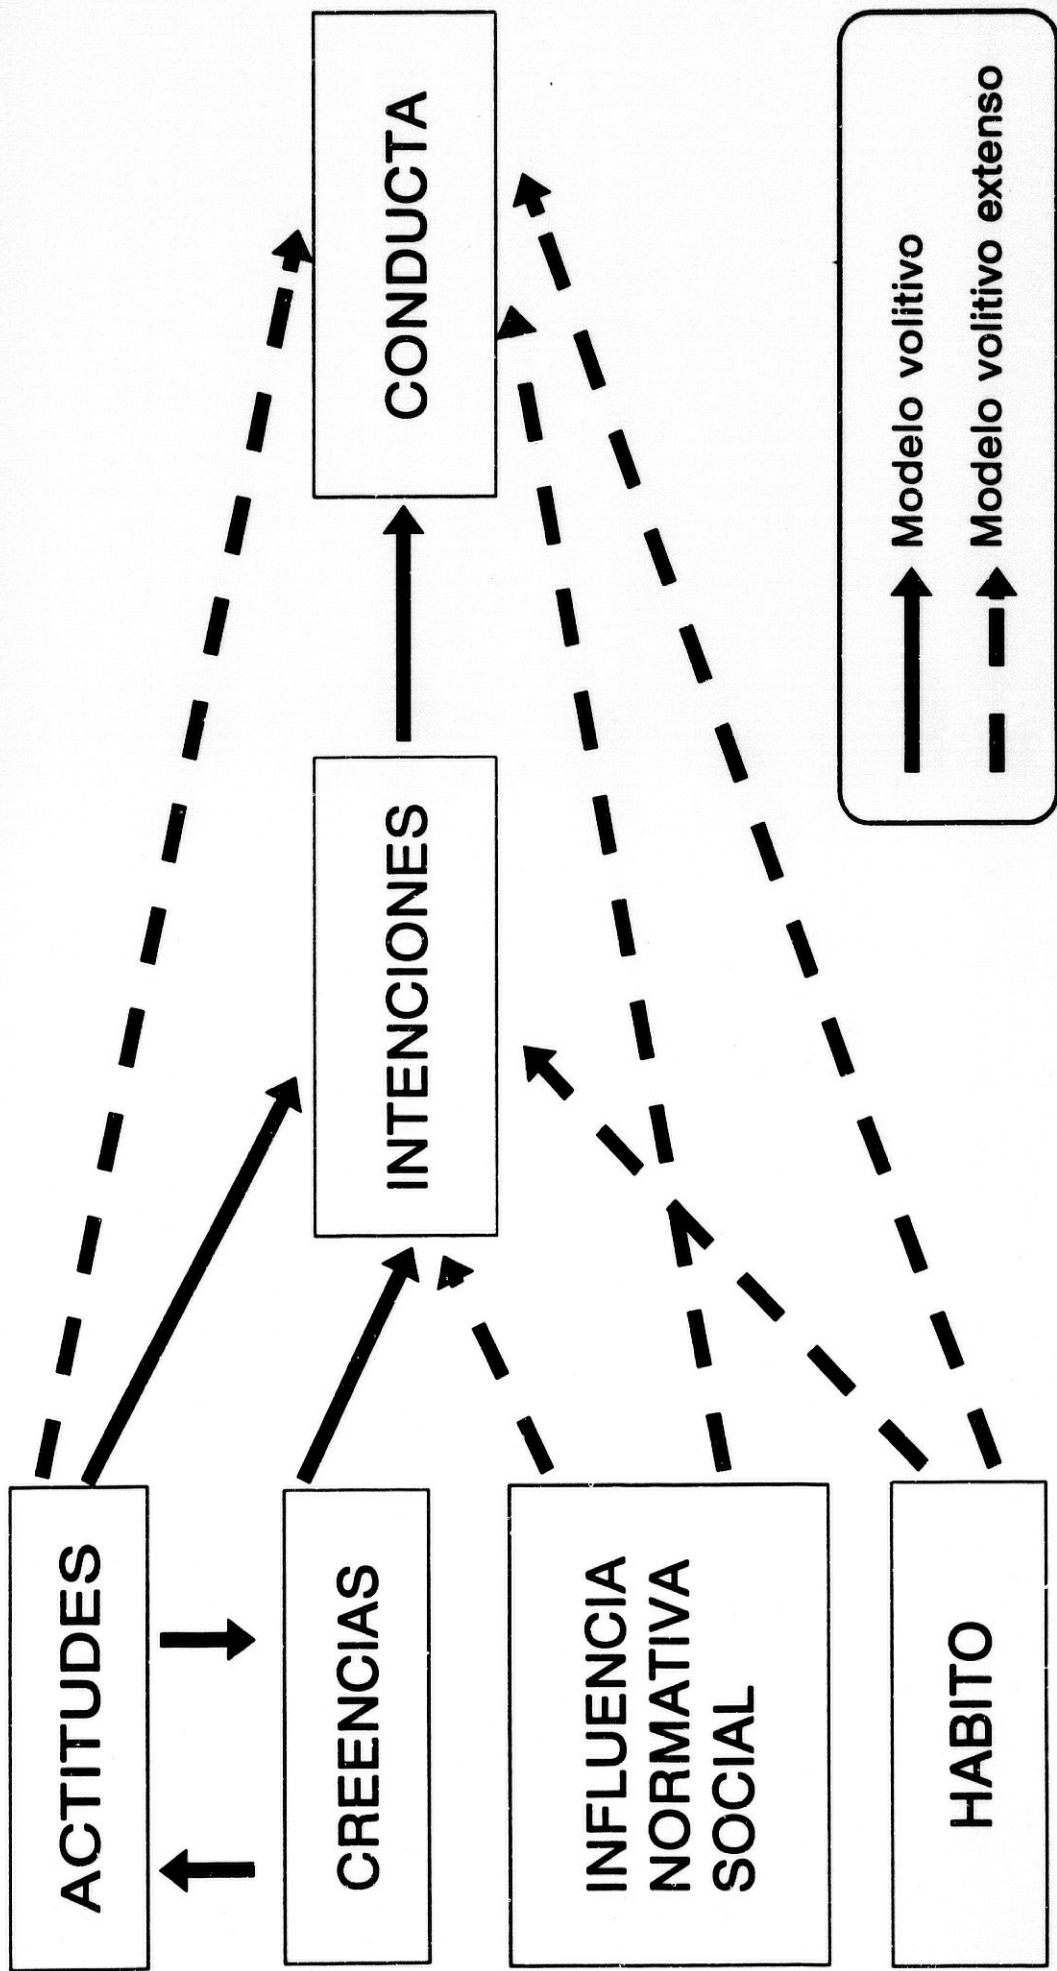 ACTITUDES
CREENCIAS
INFLUENCIA
NORMATIVA
SOCIAL
HABITO
INTENCIONES
CONDUCTA
Modelo volitivo
Modelo volitivo extenso